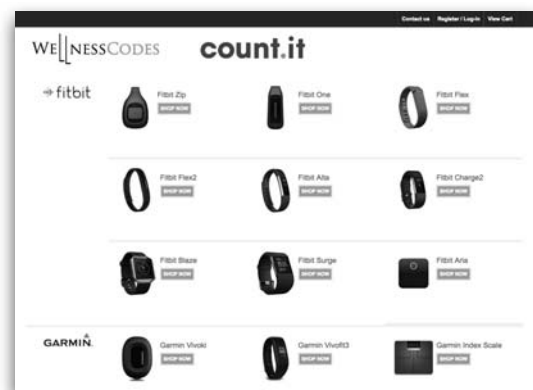 Contact us Register / Log-in View Cart
WELLNESSCODES count.it
fitbit
Fitbit Zip Fitbit One Fitbit Flex
SHOP NOW SHOP NOW SHOP NOW
Fitbit Flex2 Fitbit Alta Fitbit Charge2
SHOP NOW SHOP NOW SHOP NOW
Fitbit Blaze Fitbit Surge Fitbit Aria
SHOP NOW SHOP NOW SHOP NOW
GARMIN.
Garmin Vivoki Garmin Vivofit3 Garmin Index Scale
SHOP NOW SHOP NOW SHOP NOW